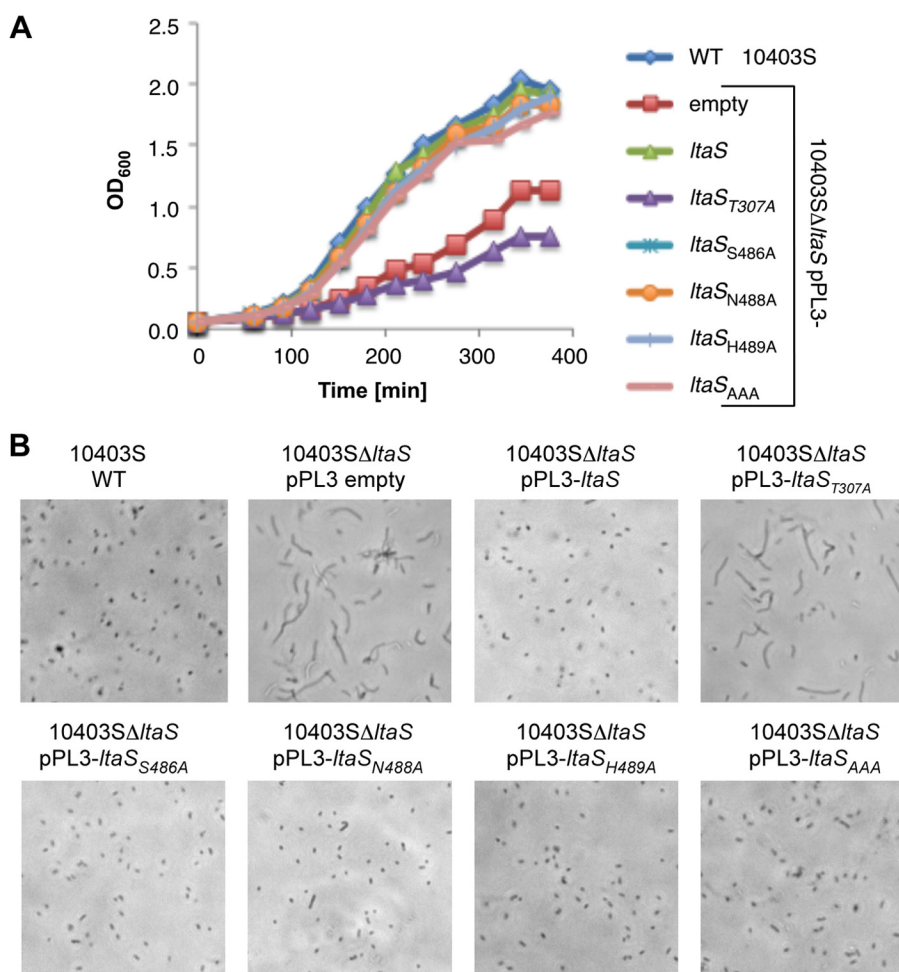 A
2.5
2.0
1.5
1.0
0.5
0.0
OD600
0
100
200
300
400
Time [min]
WT 10403S
empty
ltaS
ltaST307A
ltaSS486A
ltaSN488A
ltaSH489A
ltaSAAA
10403SΔltaS pPL3-
B
10403S
WT
10403SΔltaS
pPL3 empty
10403SΔltaS
pPL3-ltaS
10403SΔltaS
pPL3-ltaST307A
10403SΔltaS
pPL3-ltaSS486A
10403SΔltaS
pPL3-ltaSN488A
10403SΔltaS
pPL3-ltaSH489A
10403SΔltaS
pPL3-ltaSAAA